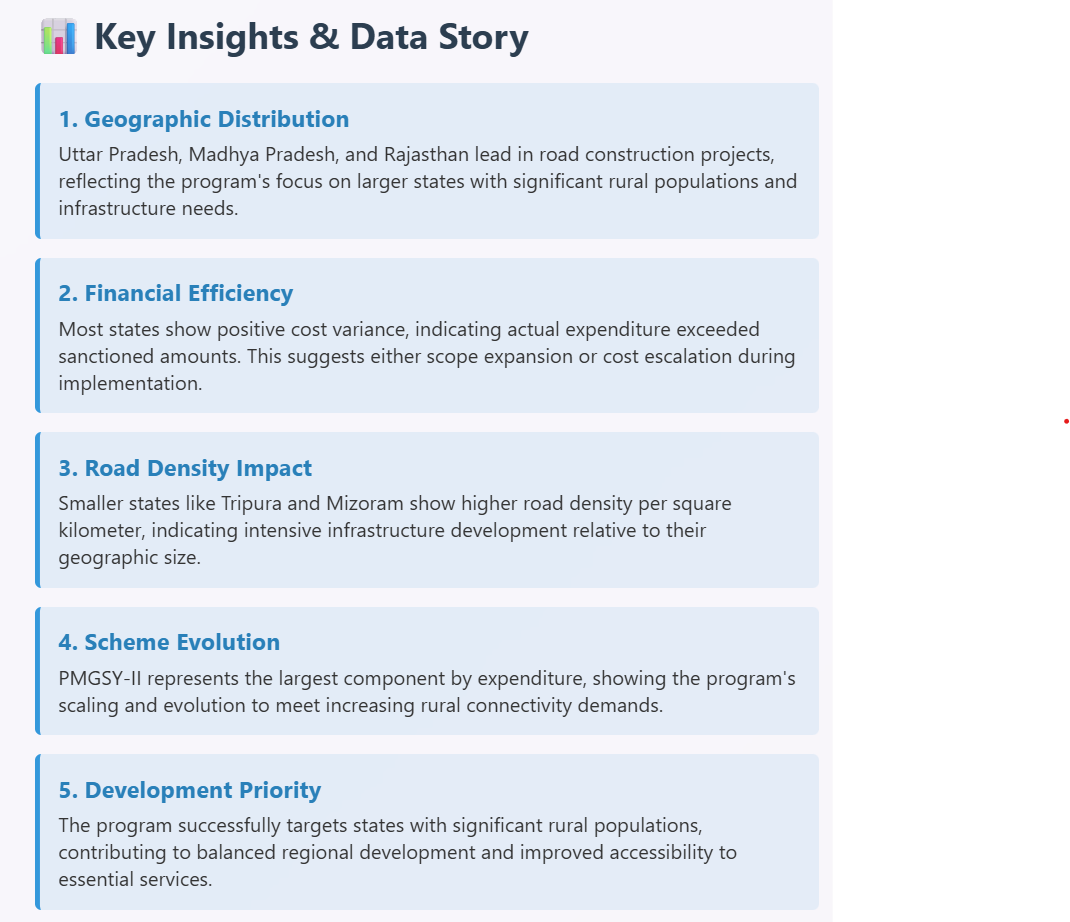 Key Insights & Data Story
1. Geographic Distribution
Uttar Pradesh, Madhya Pradesh, and Rajasthan lead in road construction projects,
reflecting the program's focus on larger states with significant rural populations and
infrastructure needs.
2. Financial Efficiency
Most states show positive cost variance, indicating actual expenditure exceeded
sanctioned amounts. This suggests either scope expansion or cost escalation during
implementation.
3. Road Density Impact
Smaller states like Tripura and Mizoram show higher road density per square
kilometer, indicating intensive infrastructure development relative to their
geographic size.
4. Scheme Evolution
PMGSY-II represents the largest component by expenditure, showing the program's
scaling and evolution to meet increasing rural connectivity demands.
5. Development Priority
The program successfully targets states with significant rural populations,
contributing to balanced regional development and improved accessibility to
essential services.